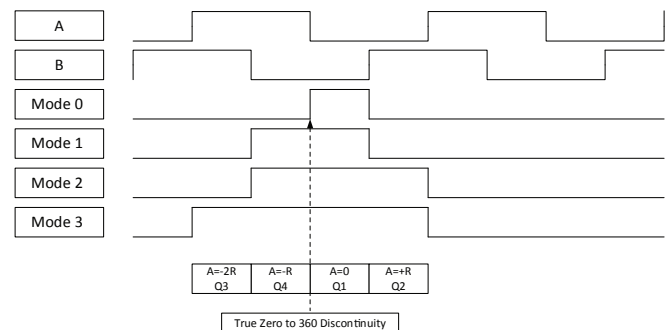 A
B
Mode 0
Mode 1
Mode 2
Mode 3
A=-2R A=-R A=0 A=+R
Q3 Q4 Q1 Q2
True Zero to 360 Discontinuity